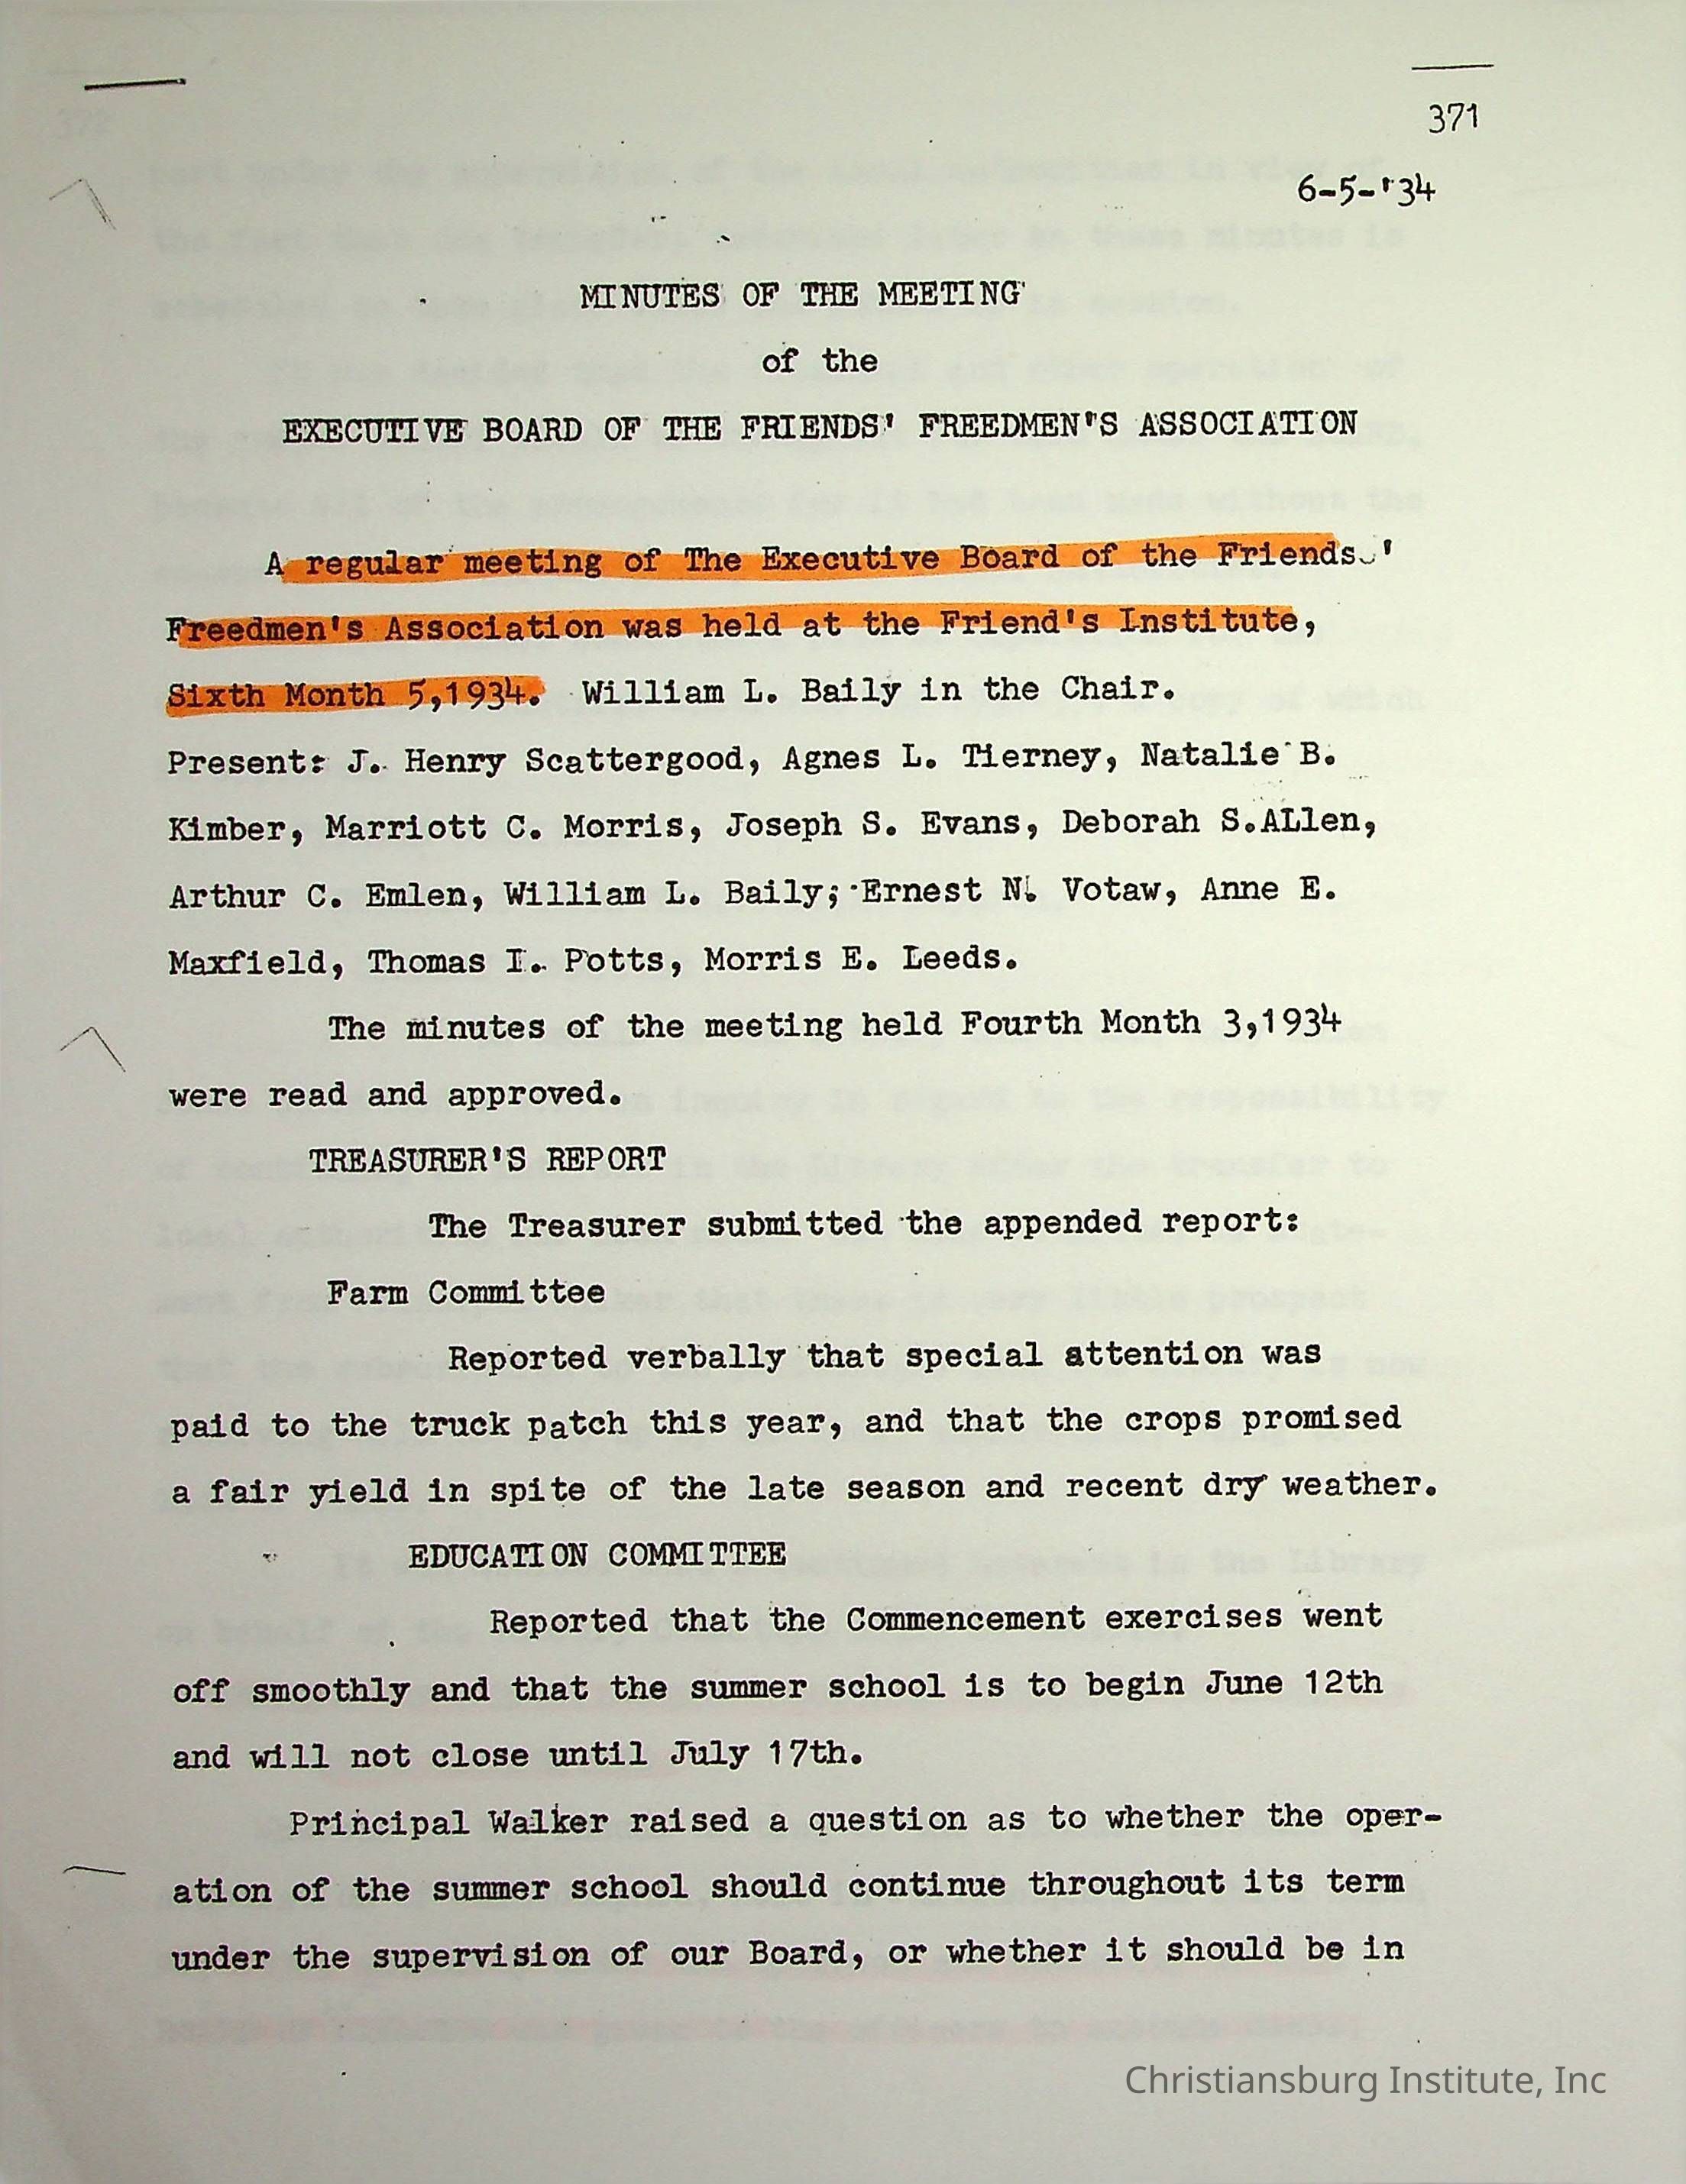 371
6-5-'34
MINUTES OF THE MEETING
of the
EXECUTIVE BOARD OF THE FRIENDS' FREEDMEN'S ASSOCIATION
A regular meeting of The Executive Board of the Friends.'
Freedmen's Association was held at the Friend's Institute,
Sixth Month 5,1934. William L. Baily in the Chair.
Present: J. Henry Scattergood, Agnes L. Tierney, Natalie B.
Kimber, Marriott C. Morris, Joseph S. Evans, Deborah S.ALlen,
Arthur C. Emlen, William L. Baily; Ernest N. Votaw, Anne E.
Maxfield, Thomas I. Potts, Morris E. Leeds.
The minutes of the meeting held Fourth Month 3,1934
were read and approved.
TREASURER'S REPORT
The Treasurer submitted the appended report:
Farm Committee
Reported verbally that special attention was
paid to the truck patch this year, and that the crops promised
a fair yield in spite of the late season and recent dry weather.
EDUCATION COMMITTEE
Reported that the Commencement exercises went
off smoothly and that the summer school is to begin June 12th
and will not close until July 17th.
Principal Walker raised a question as to whether the oper-
ation of the summer school should continue throughout its term
under the supervision of our Board, or whether it should be in
Christiansburg Institute, Inc